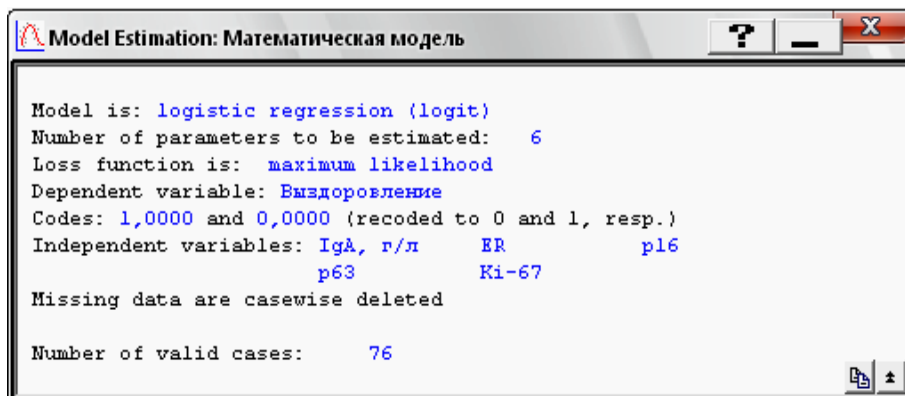 Model Estimation: Математическая модель
Model is: logistic regression (logit)
Number of parameters to be estimated: 6
Loss function is: maximum likelihood
Dependent variable: Выздоровление
Codes: 1,0000 and 0,0000 (recoded to 0 and 1, resp.)
Independent variables: IgA, г/л ER p16
p63 Ki-67
Missing data are casewise deleted
Number of valid cases: 76